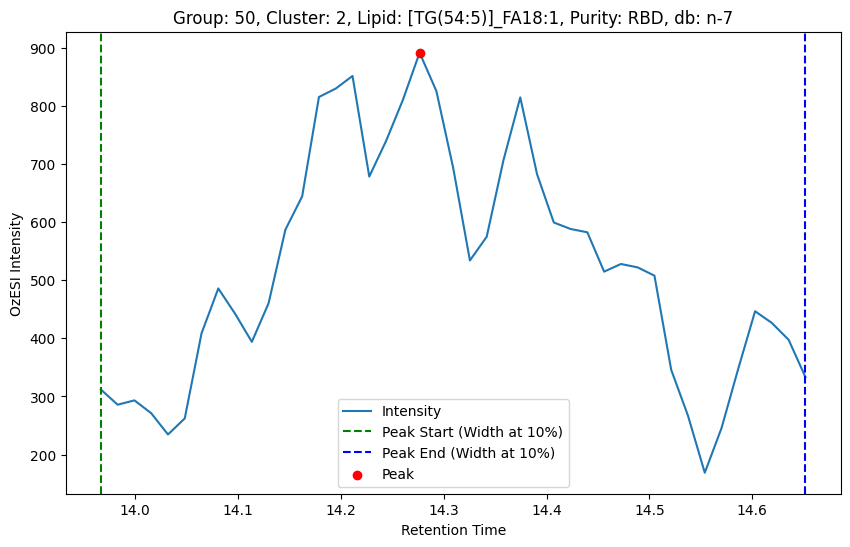 Group: 50, Cluster: 2, Lipid: [TG(54:5)]_FA18:1, Purity: RBD, db: n-7
OzESI Intensity
900
800
700
600
500
400
300
200
Intensity
Peak Start (Width at 10%)
Peak End (Width at 10%)
Peak
14.0 14.1 14.2 14.3 14.4 14.5 14.6
Retention Time